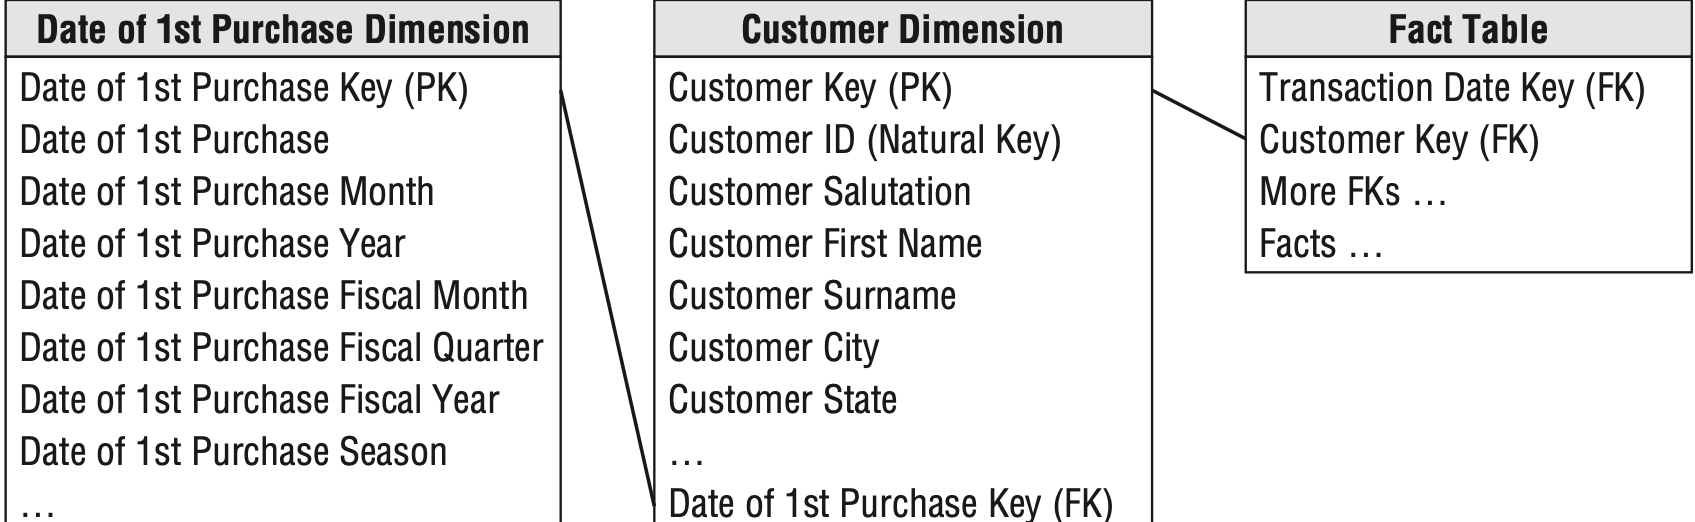 Date of 1st Purchase Dimension
Date of 1st Purchase Key (PK)
Date of 1st Purchase
Date of 1st Purchase Month
Date of 1st Purchase Year
Date of 1st Purchase Fiscal Month
Date of 1st Purchase Fiscal Quarter
Date of 1st Purchase Fiscal Year
Date of 1st Purchase Season
…
Customer Dimension
Customer Key (PK)
Customer ID (Natural Key)
Customer Salutation
Customer First Name
Customer Surname
Customer City
Customer State
…
Date of 1st Purchase Key (FK)
Fact Table
Transaction Date Key (FK)
Customer Key (FK)
More FKs …
Facts …